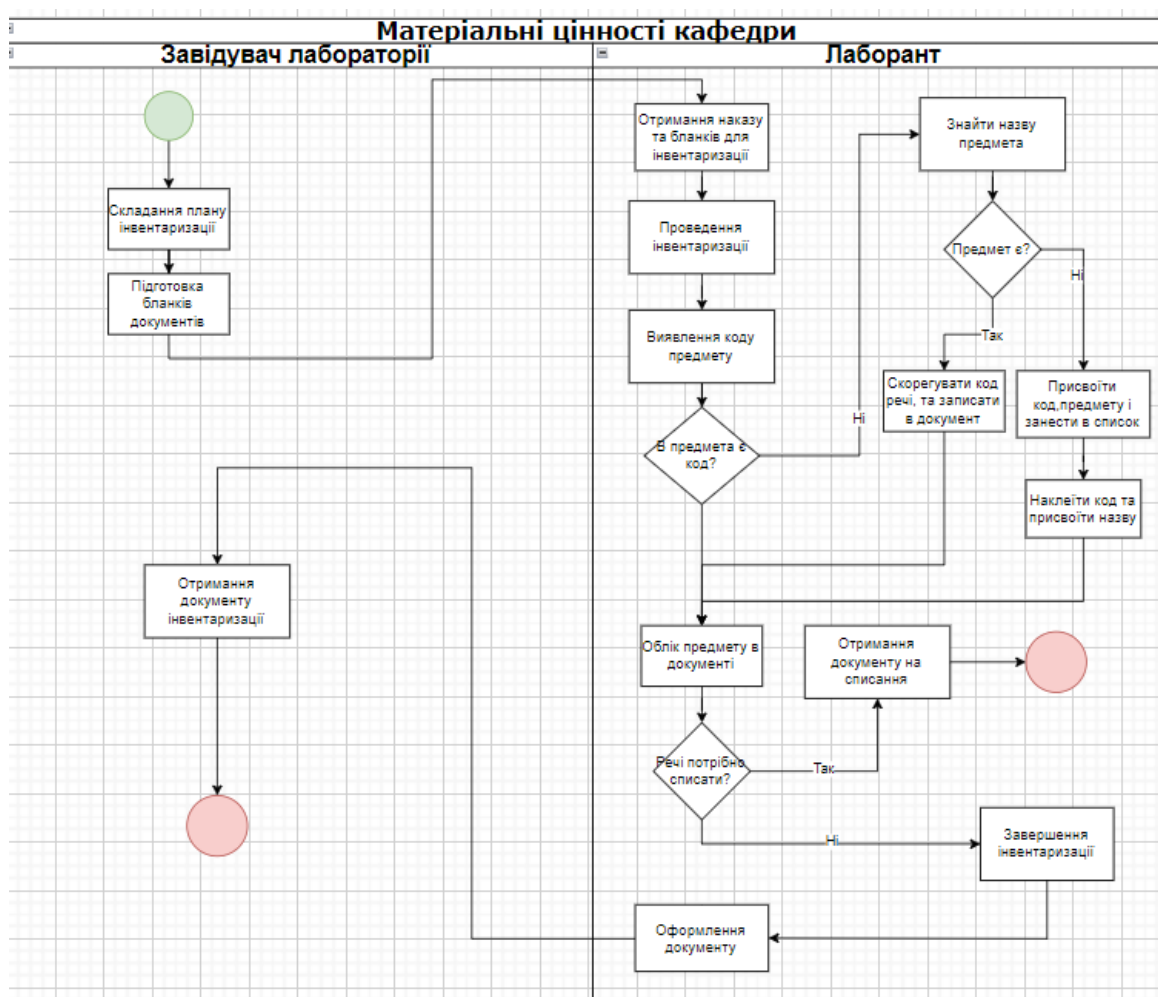 Матеріальні цінності кафедри
Завідувач лабораторії
Лаборант
Складання плану
інвентаризації
Підготовка
бланків
документів
Отримання наказу
та бланків для
інвентаризації
Проведення
інвентаризації
Виявлення коду
предмету
В предмета є
код?
Ні
Знайти назву
предмета
Предмет є?
Ні
Так
Скорегувати код
речі, та записати
в документ
Присвоїти
код,предмету і
занести в список
Наклеїти код та
присвоїти назву
Отримання
документу
інвентаризації
Облік предмету в
документі
Отримання
документу на
списання
Речі потрібно
списати?
Так
Ні
Завершення
інвентаризації
Оформлення
документу